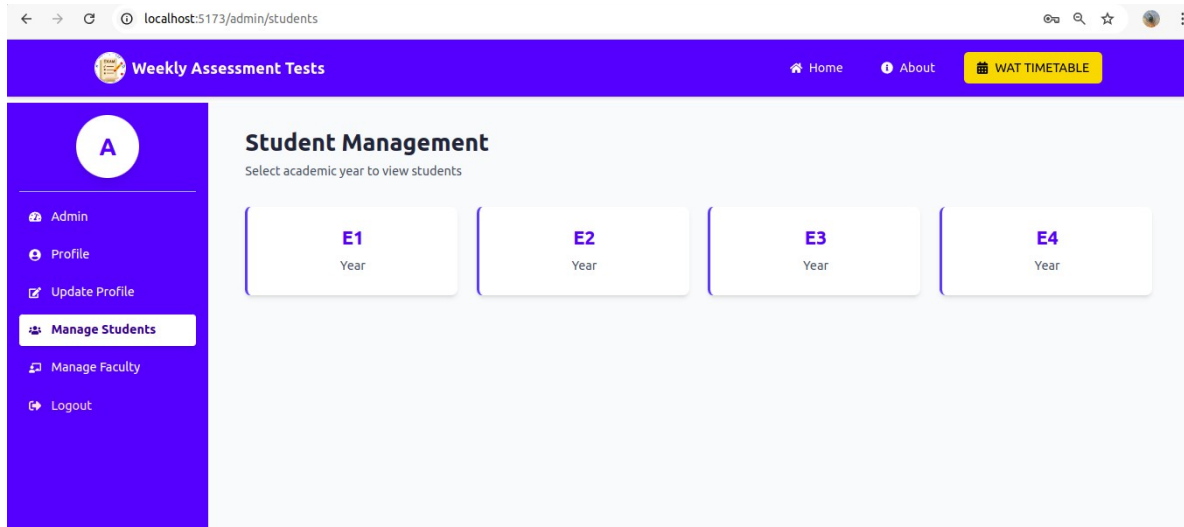 localhost:5173/admin/students
Weekly Assessment Tests
Home
About
WAT TIMETABLE
A
Admin
Profile
Update Profile
Manage Students
Manage Faculty
Logout
Student Management
Select academic year to view students
E1
Year
E2
Year
E3
Year
E4
Year